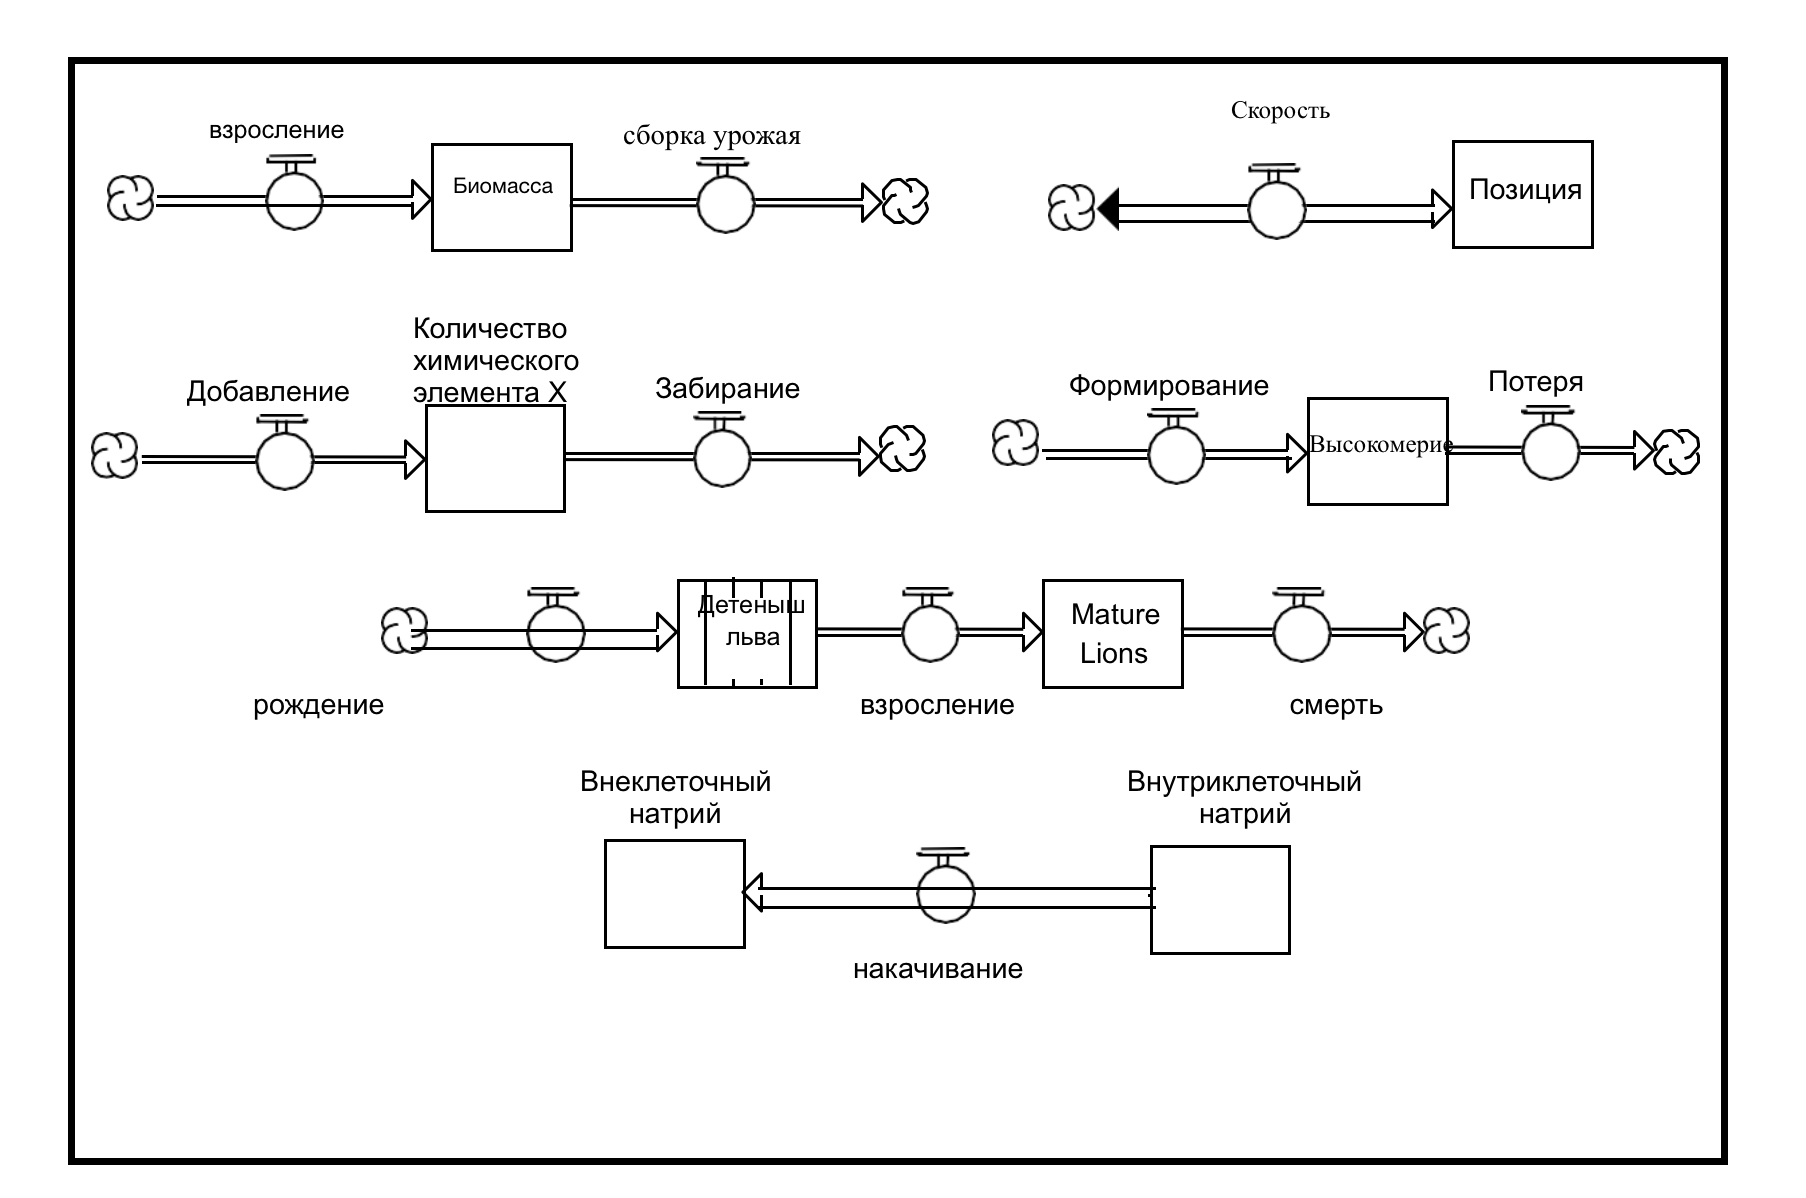 взросление
Биомасса
сборка урожая
Скорость
Позиция
Добавление
Количество
химического
элемента X
Забирание
Формирование
Высокомерие
Потеря
рождение
Детеныш
льва
взросление
Mature
Lions
смерть
Внеклеточный
натрий
накачивание
Внутриклеточный
натрий